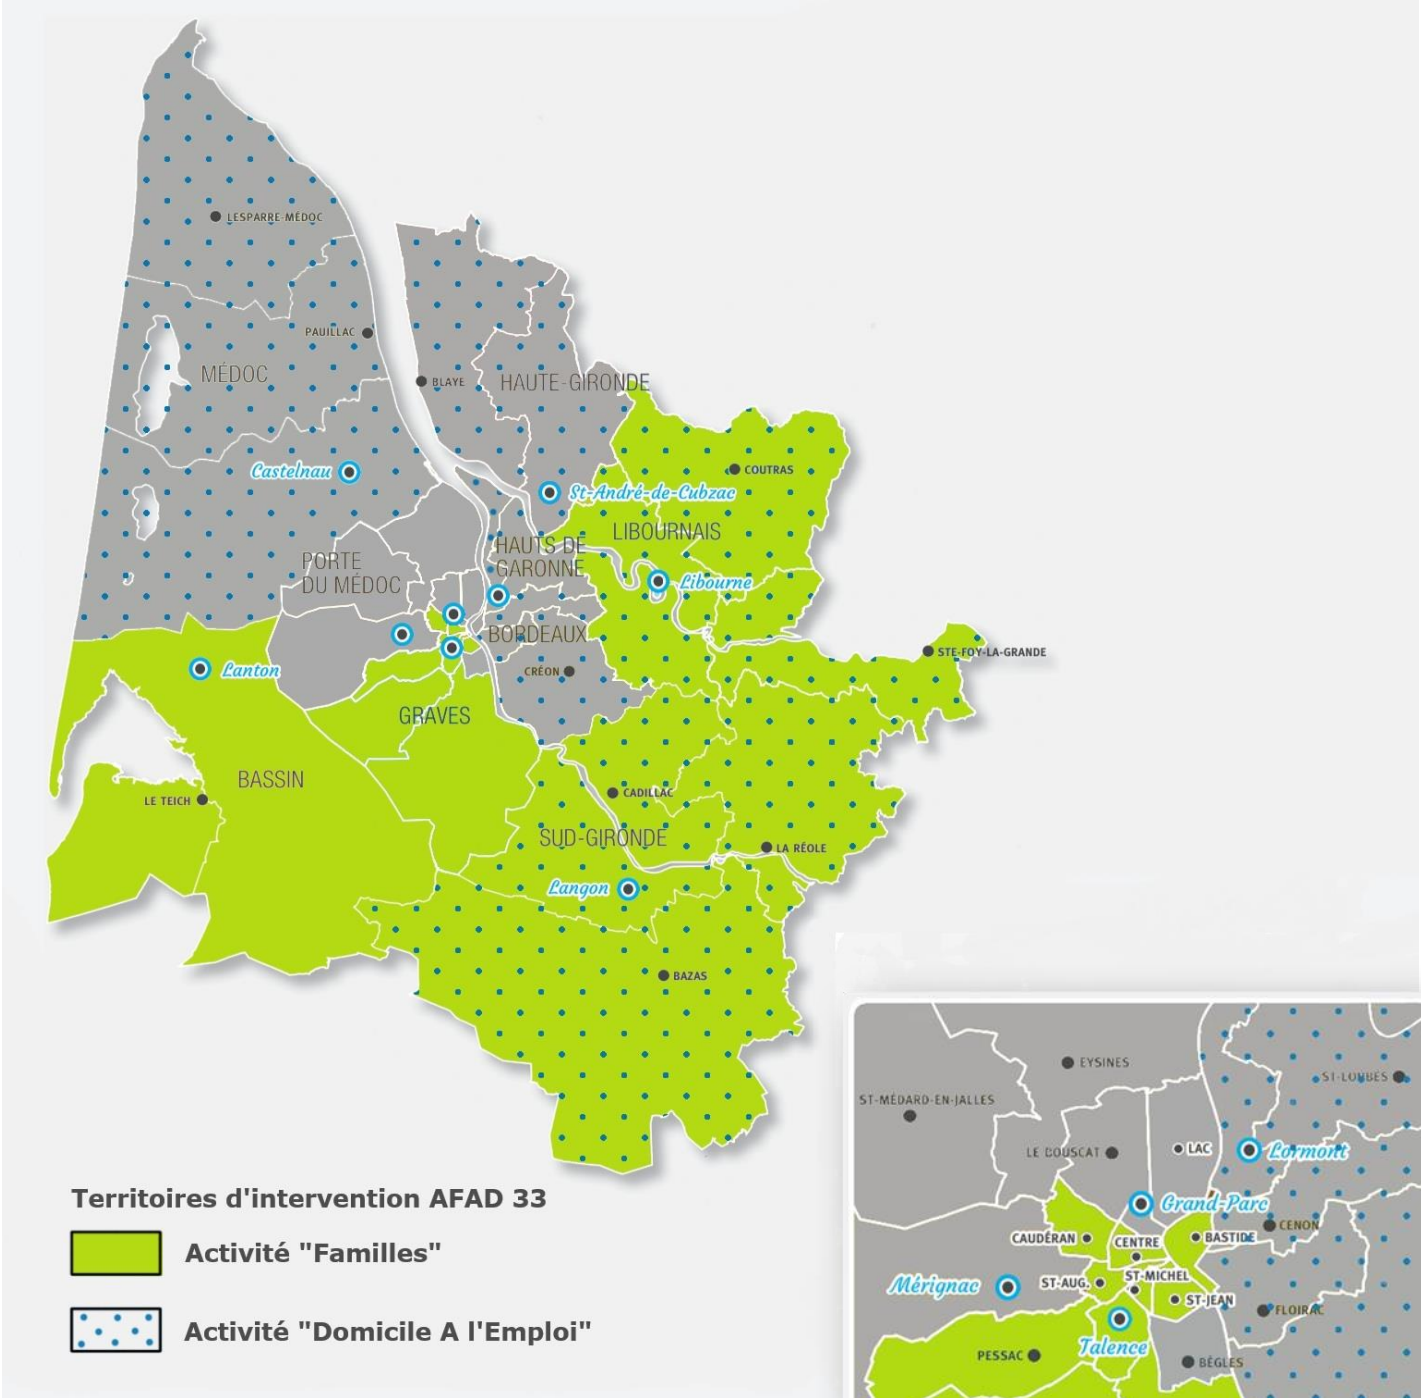 LESPARRE-MÉDOC
PAUILLAC
MÉDOC
BLAYE
HAUTE-GIRONDE
Castelnau
COUTRAS
St-André-de-Cubzac
LIBOURNAIS
HAUTS DE
GARONNE
PORTE
DU MÉDOC
Libourne
BORDEAUX
STE-FOY-LA-GRANDE
CRÉON
Lanton
GRAVES
BASSIN
LE TEICH
CADILLAC
SUD-GIRONDE
LA RÉOLE
Langon
BAZAS
EYSINES
ST-LOUBÈS
ST-MÉDARD-EN-JALLES
LE BOUSCAT
LAC
Lormont
Grand-Parc
CENON
CAUDÉRAN
CENTRE
BASTIDE
Mérignac
ST-AUG.
ST-MICHEL
ST-JEAN
FLOIRAC
Talence
PESSAC
BÈGLES
Territoires d'intervention AFAD 33
Activité "Familles"
Activité "Domicile A l'Emploi"